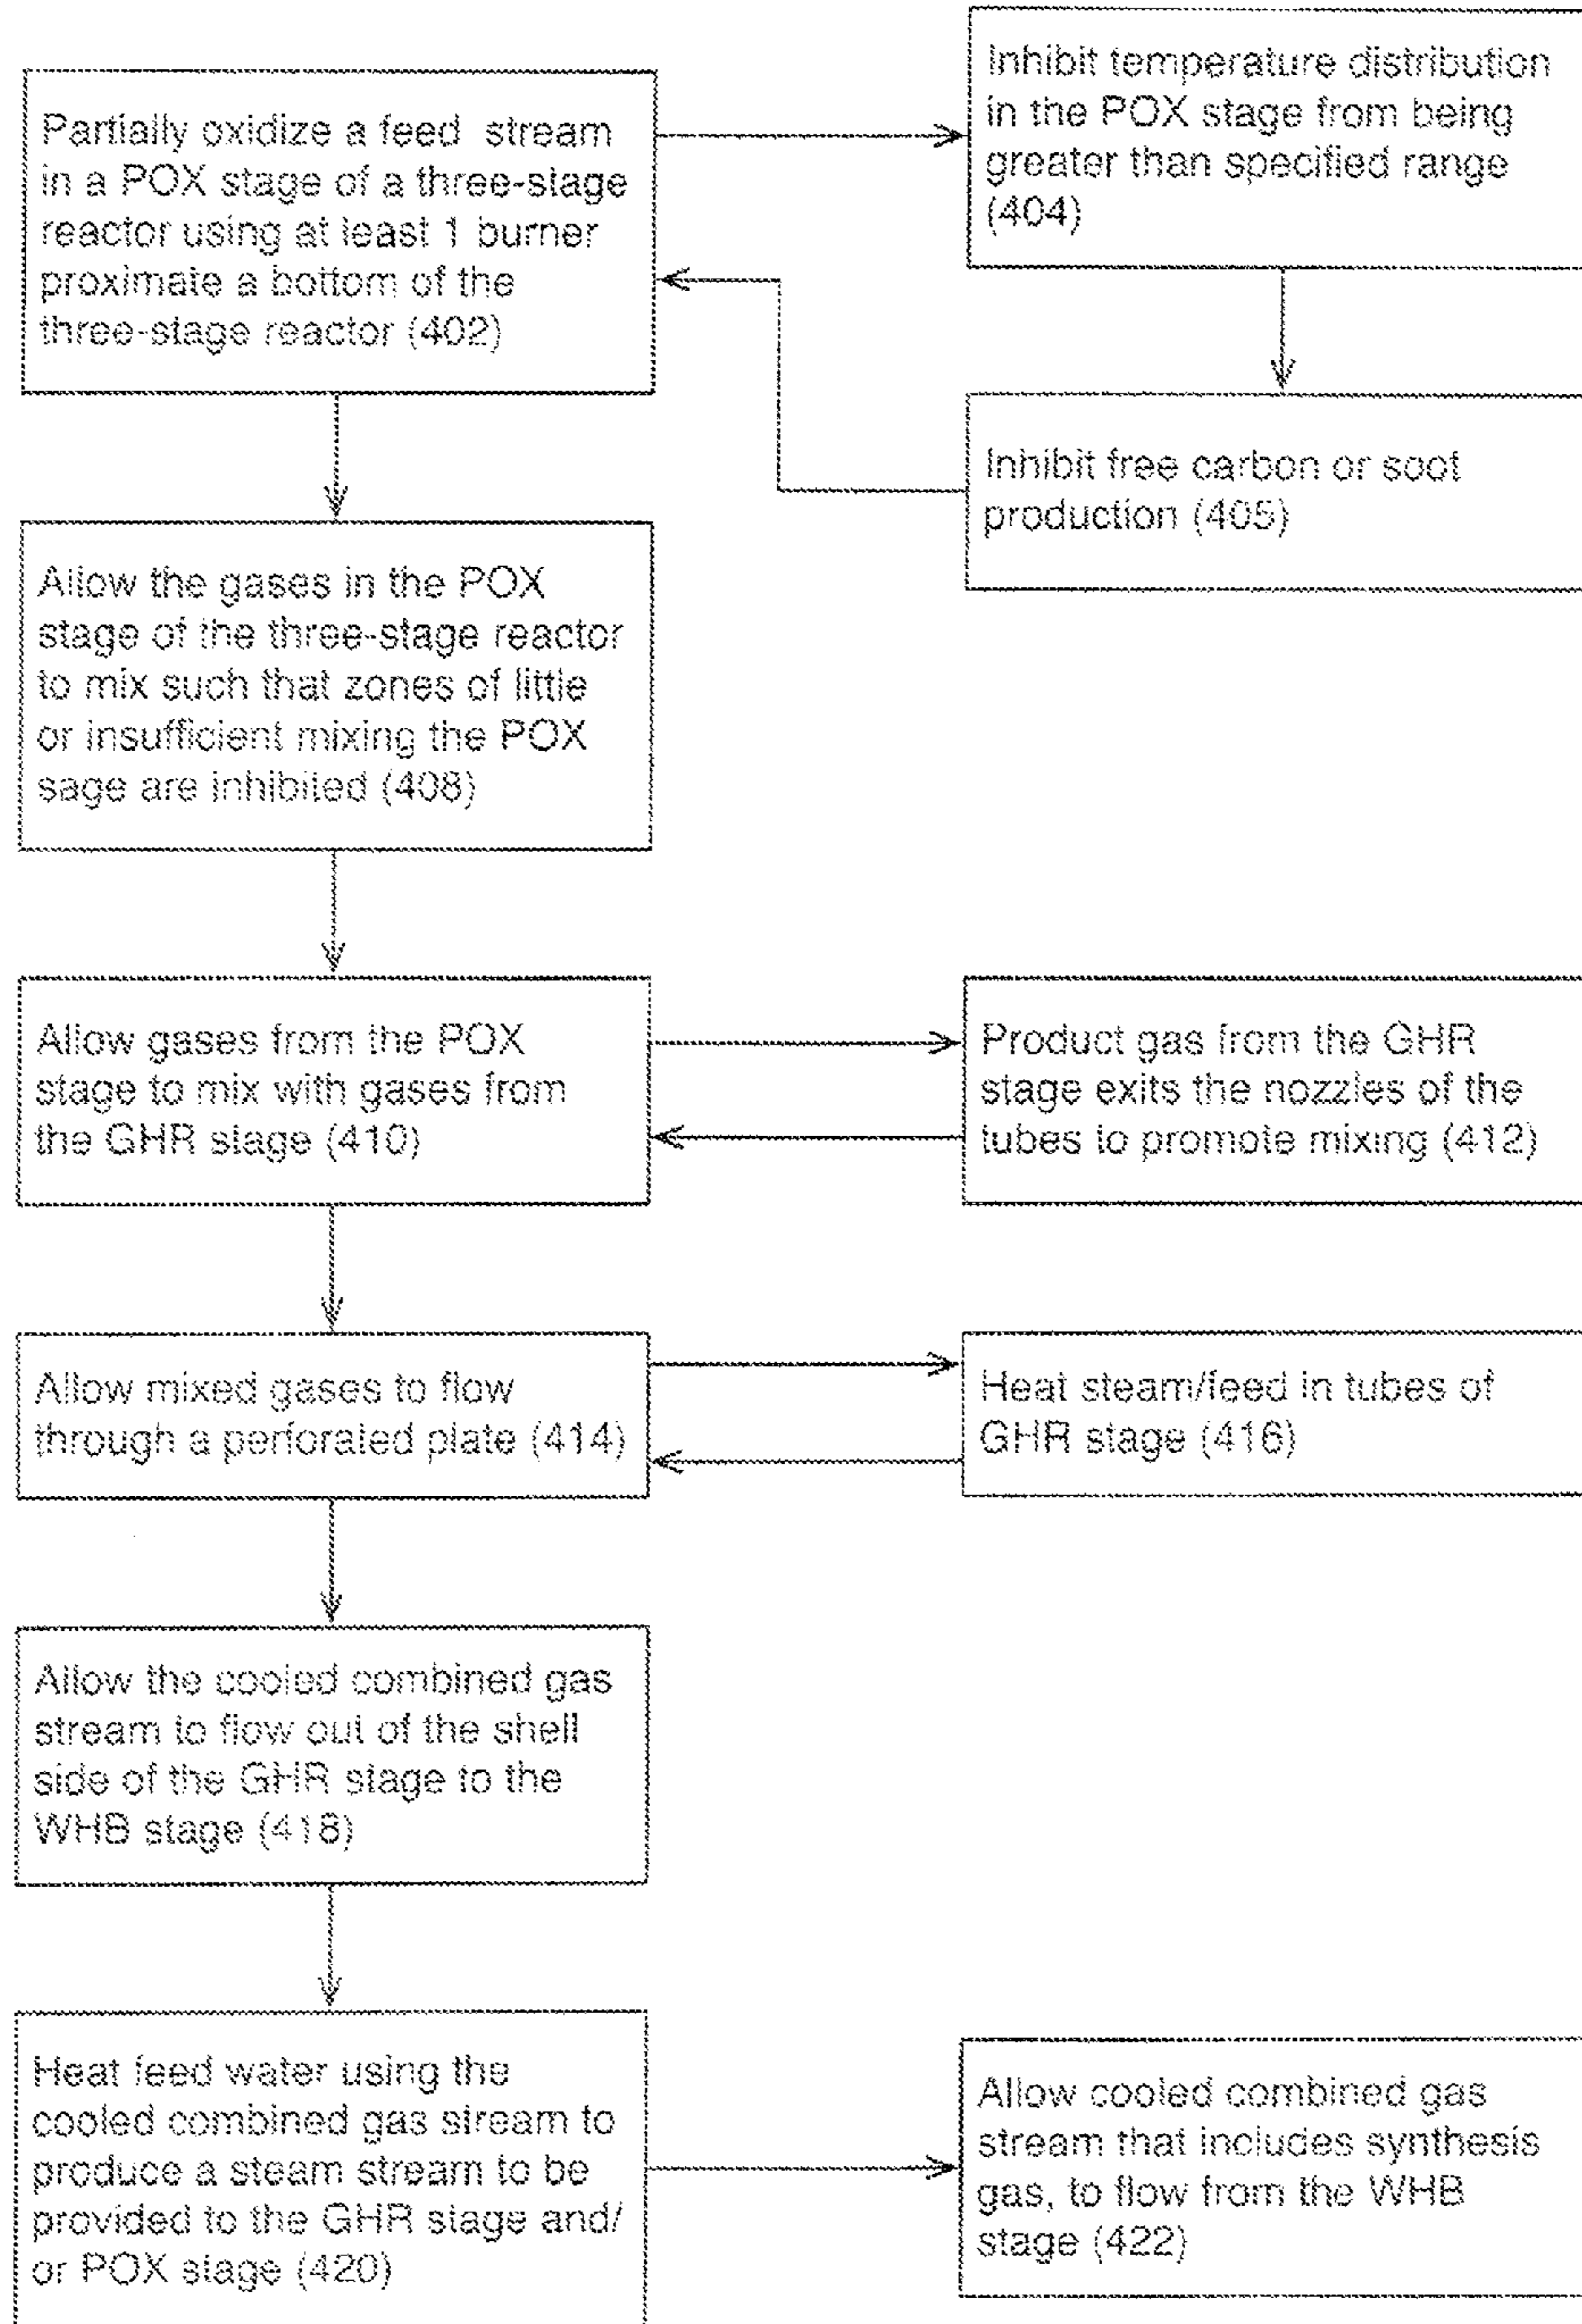 Partially oxidize a feed stream
in a POX stage of a three-stage
reactor using at least 1 burner
proximate a bottom of the
three-stage reactor (402)
Inhibit temperature distribution
in the POX stage from being
greater than specified range
(404)
Inhibit free carbon or soot
production (405)
Allow the gases in the POX
stage of the three-stage reactor
to mix such that zones of little
or insufficient mixing the POX
sage are inhibited (408)
Allow gases from the POX
stage to mix with gases from
the GHR stage (410)
Product gas from the GHR
stage exits the nozzles of the
tubes to promote mixing (412)
Allow mixed gases to flow
through a perforated plate (414)
Heat steam/feed in tubes of
GHR stage (416)
Allow the cooled combined gas
stream to flow out of the shell
side of the GHR stage to the
WHB stage (418)
Heat feed water using the
cooled combined gas stream to
produce a steam stream to be
provided to the GHR stage and/
or POX stage (420)
Allow cooled combined gas
stream that includes synthesis
gas, to flow from the WHB
stage (422)